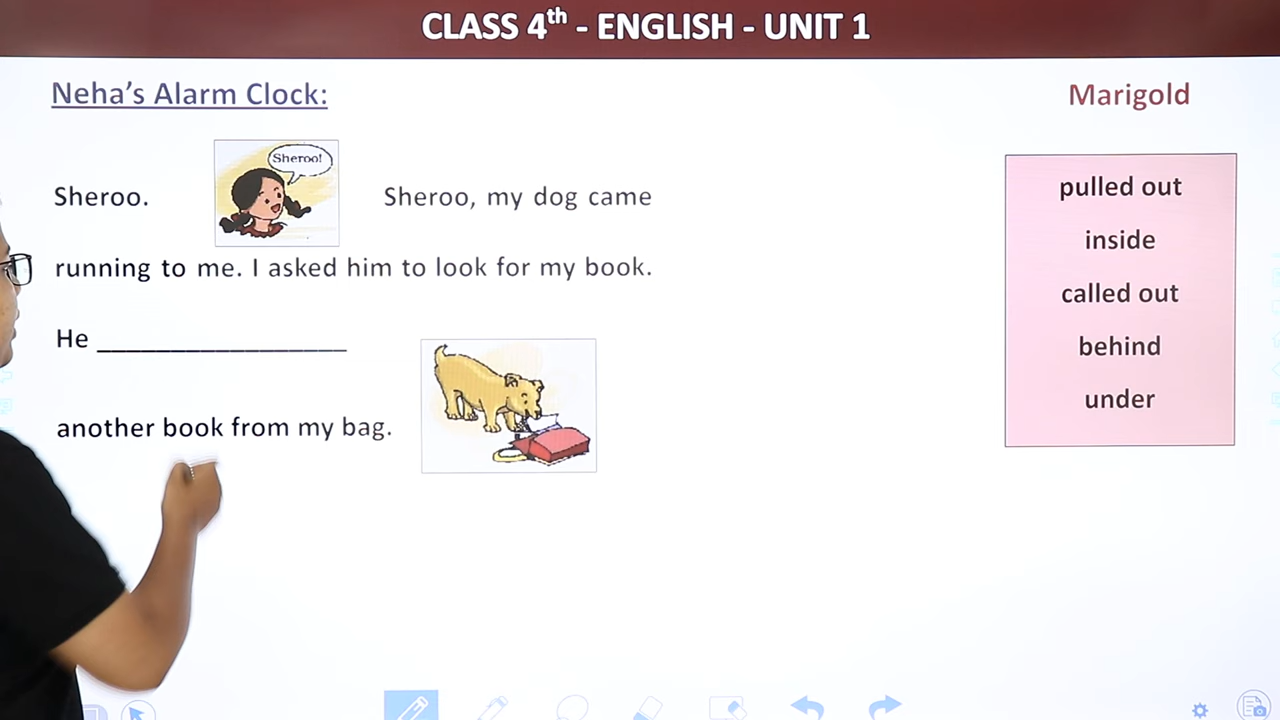 CLASS 4th - ENGLISH - UNIT 1
Neha's Alarm Clock:
Marigold
Sheroo!
Sheroo. Sheroo, my dog came
running to me. I asked him to look for my book.
He _________________
another book from my bag.
pulled out
inside
called out
behind
under